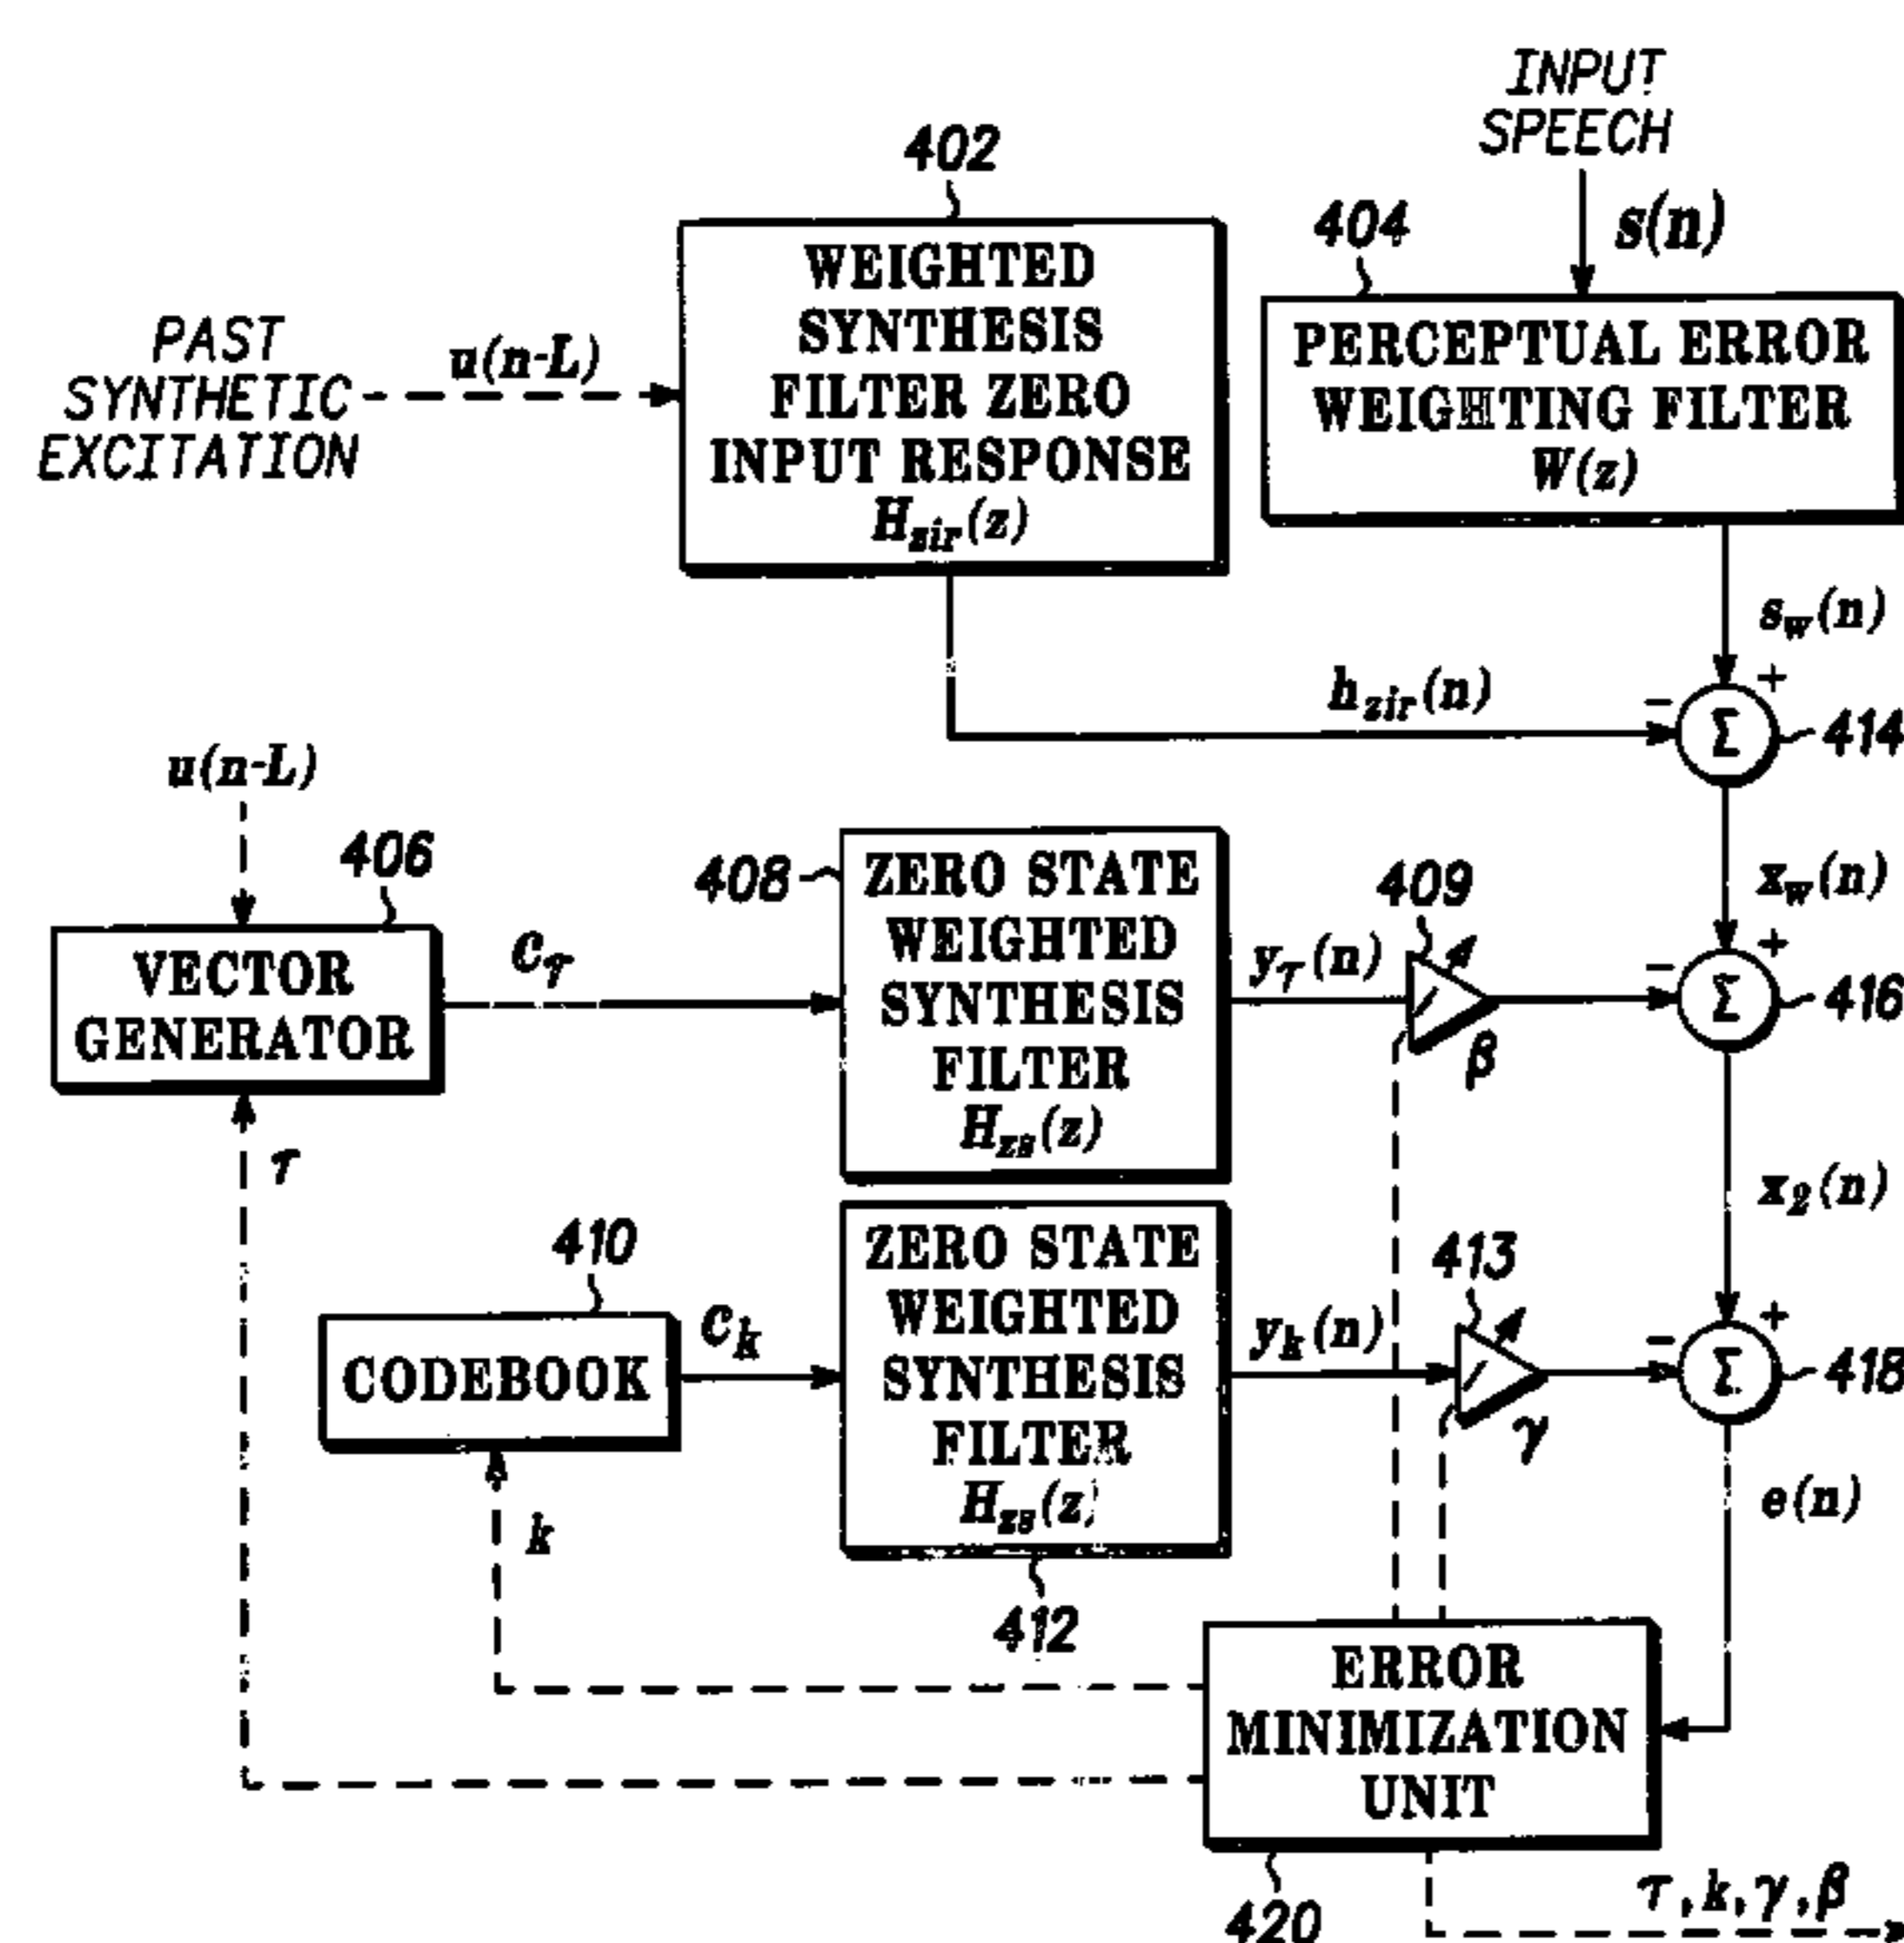 INPUT
SPEECH
s(n)
402
WEIGHTED
SYNTHESIS
FILTER ZERO
INPUT RESPONSE
H_zir(z)
404
PERCEPTUAL ERROR
WEIGHTING FILTER
W(z)
PAST
SYNTHETIC
EXCITATION
u(n-L)
s_w(n)
h_zir(n)
-
+
Σ
414
u(n-L)
406
VECTOR
GENERATOR
c_τ
408
ZERO STATE
WEIGHTED
SYNTHESIS
FILTER
H_zs(z)
y_τ(n)
409
β
x_w(n)
-
+
Σ
416
τ
x_2(n)
410
CODEBOOK
c_k
ZERO STATE
WEIGHTED
SYNTHESIS
FILTER
H_zs(z)
412
y_k(n)
413
γ
-
+
Σ
418
k
e(n)
ERROR
MINIMIZATION
UNIT
420
τ,k,γ,β